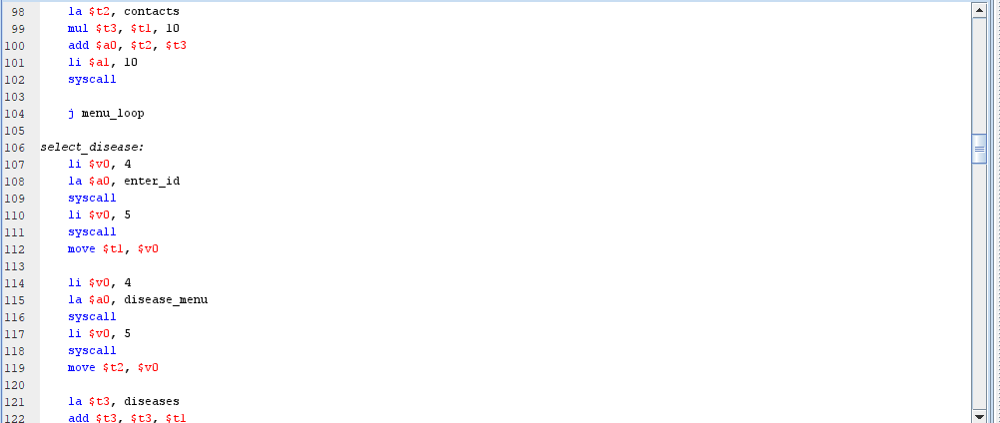 98 la $t2, contacts
99 mul $t3, $t1, 10
100 add $a0, $t2, $t3
101 li $a1, 10
102 syscall
103
104 j menu_loop
105
106 select_disease:
107 li $v0, 4
108 la $a0, enter_id
109 syscall
110 li $v0, 5
111 syscall
112 move $t1, $v0
113
114 li $v0, 4
115 la $a0, disease_menu
116 syscall
117 li $v0, 5
118 syscall
119 move $t2, $v0
120
121 la $t3, diseases
122 add $t3, $t3, $t1